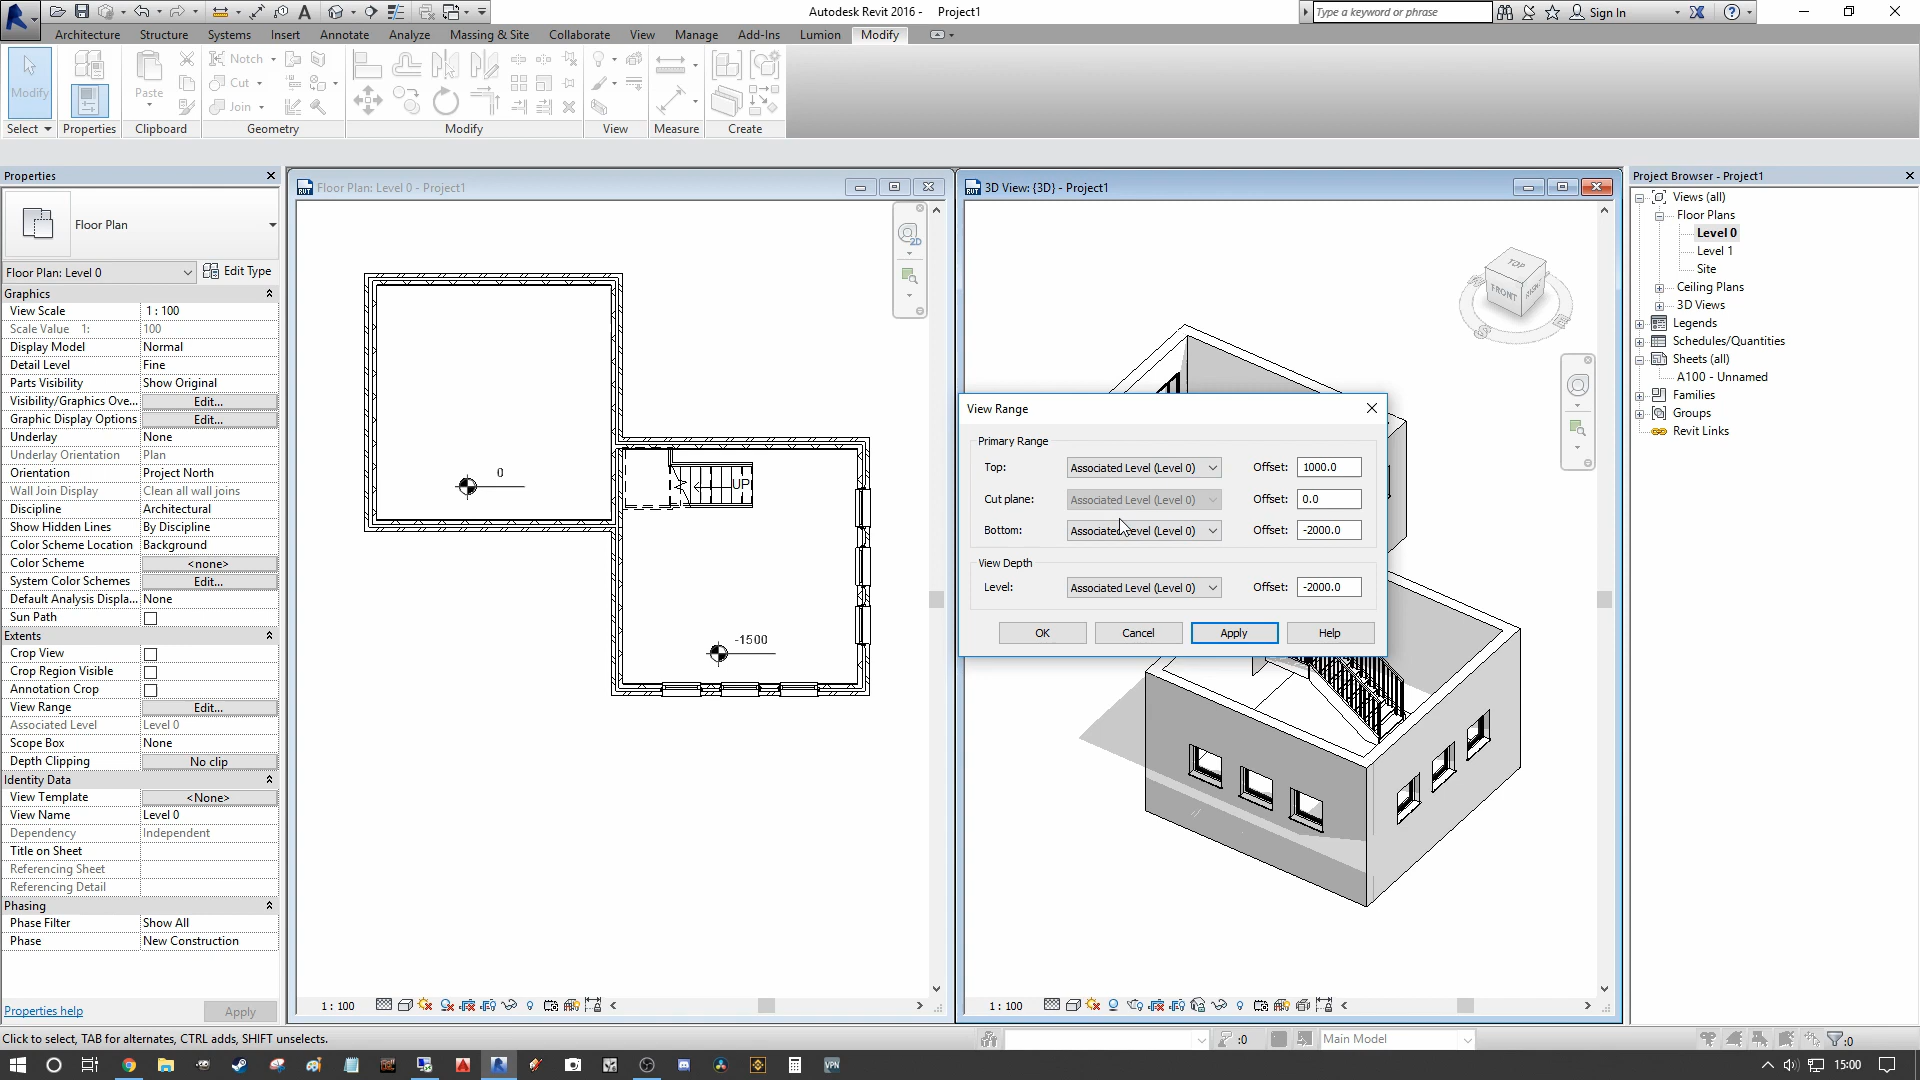 Autodesk Revit 2016 - Project1
Type a keyword or phrase
Sign In
Architecture Structure Systems Insert Annotate Analyze Massing & Site Collaborate View Manage Add-Ins Lumion Modify
Modify
Paste
Notch
Cut
Join
Select Properties Clipboard Geometry Modify View Measure Create
Properties
Floor Plan
Floor Plan: Level 0
Edit Type
Graphics
View Scale 1 : 100
Scale Value 1: 100
Display Model Normal
Detail Level Fine
Parts Visibility Show Original
Visibility/Graphics Ove... Edit...
Graphic Display Options Edit...
Underlay None
Underlay Orientation Plan
Orientation Project North
Wall Join Display Clean all wall joins
Discipline Architectural
Show Hidden Lines By Discipline
Color Scheme Location Background
Color Scheme <none>
System Color Schemes Edit...
Default Analysis Displa... None
Sun Path
Extents
Crop View
Crop Region Visible
Annotation Crop
View Range Edit...
Associated Level Level 0
Scope Box None
Depth Clipping No clip
Identity Data
View Template <None>
View Name Level 0
Dependency Independent
Title on Sheet
Referencing Sheet
Referencing Detail
Phasing
Phase Filter Show All
Phase New Construction
Properties help
Apply
Floor Plan: Level 0 - Project1
2D
0
UP
-1500
1 : 100
3D View: {3D} - Project1
TOP
FRONT
RIGHT
S
E
View Range
Primary Range
Top: Associated Level (Level 0) Offset: 1000.0
Cut plane: Associated Level (Level 0) Offset: 0.0
Bottom: Associated Level (Level 0) Offset: -2000.0
View Depth
Level: Associated Level (Level 0) Offset: -2000.0
OK Cancel Apply Help
1 : 100
Project Browser - Project1
Views (all)
Floor Plans
Level 0
Level 1
Site
Ceiling Plans
3D Views
Legends
Schedules/Quantities
Sheets (all)
A100 - Unnamed
Families
Groups
Revit Links
Click to select, TAB for alternates, CTRL adds, SHIFT unselects.
:0
Main Model
:0
VPN
15:00